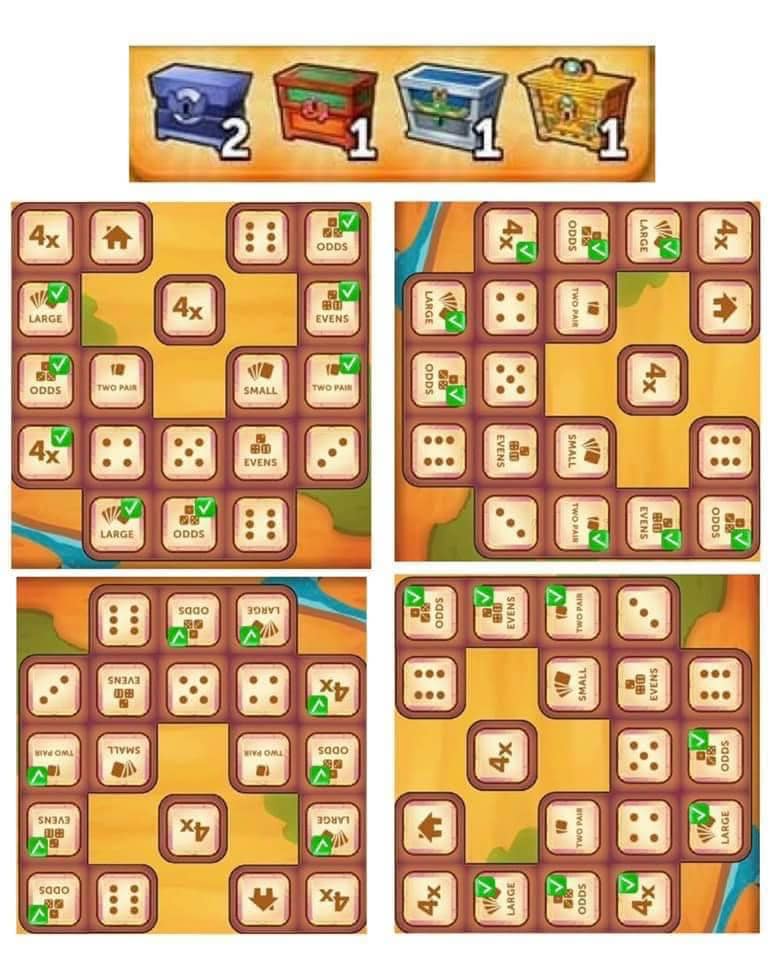 2 1 1 1
4x ODDS
LARGE 4x EVENS
ODDS TWO PAIR SMALL TWO PAIR
4x EVENS
LARGE ODDS
4x ODDS LARGE 4x
LARGE TWO PAIR
ODDS 4x
EVENS SMALL
TWO PAIR EVENS ODDS
ODDS LARGE
EVENS 4x
TWO PAIR SMALL TWO PAIR ODDS
EVENS 4x LARGE
ODDS 4x
ODDS EVENS TWO PAIR
SMALL EVENS
4x ODDS
TWO PAIR LARGE
4x LARGE ODDS 4x